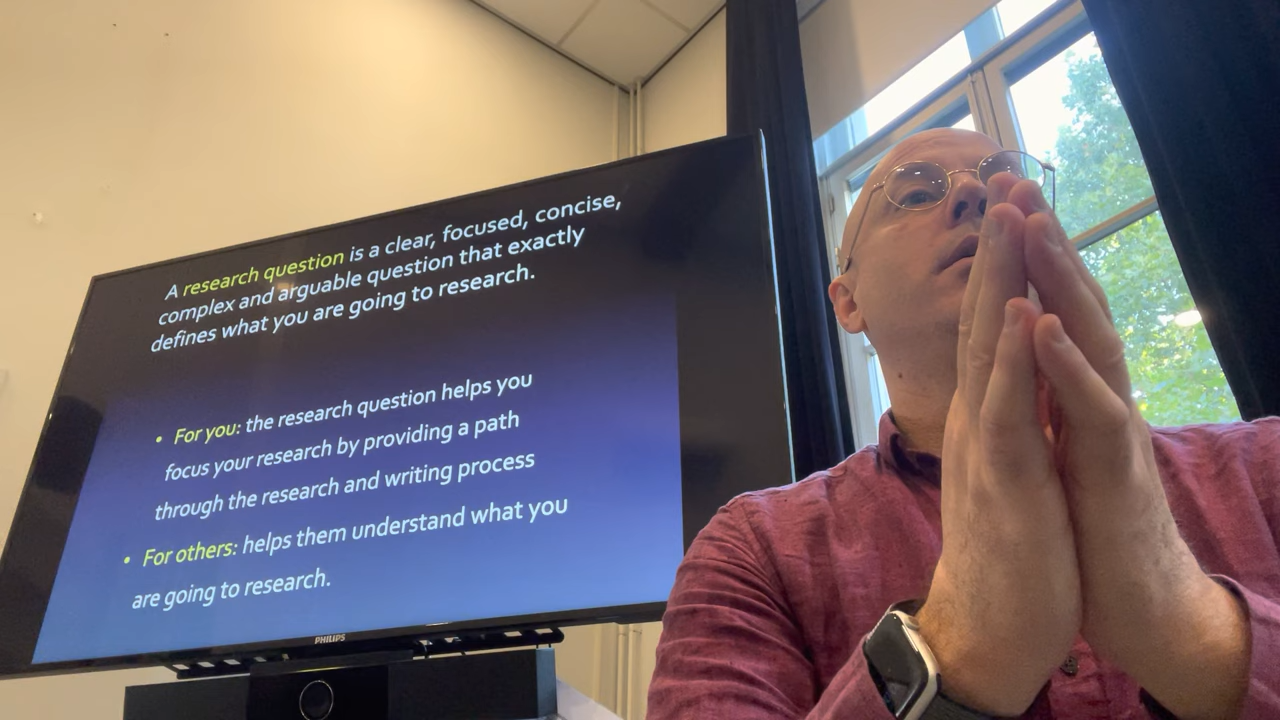 A research question is a clear, focused, concise,
complex and arguable question that exactly
defines what you are going to research.
• For you: the research question helps you
focus your research by providing a path
through the research and writing process
• For others: helps them understand what you
are going to research.
PHILIPS